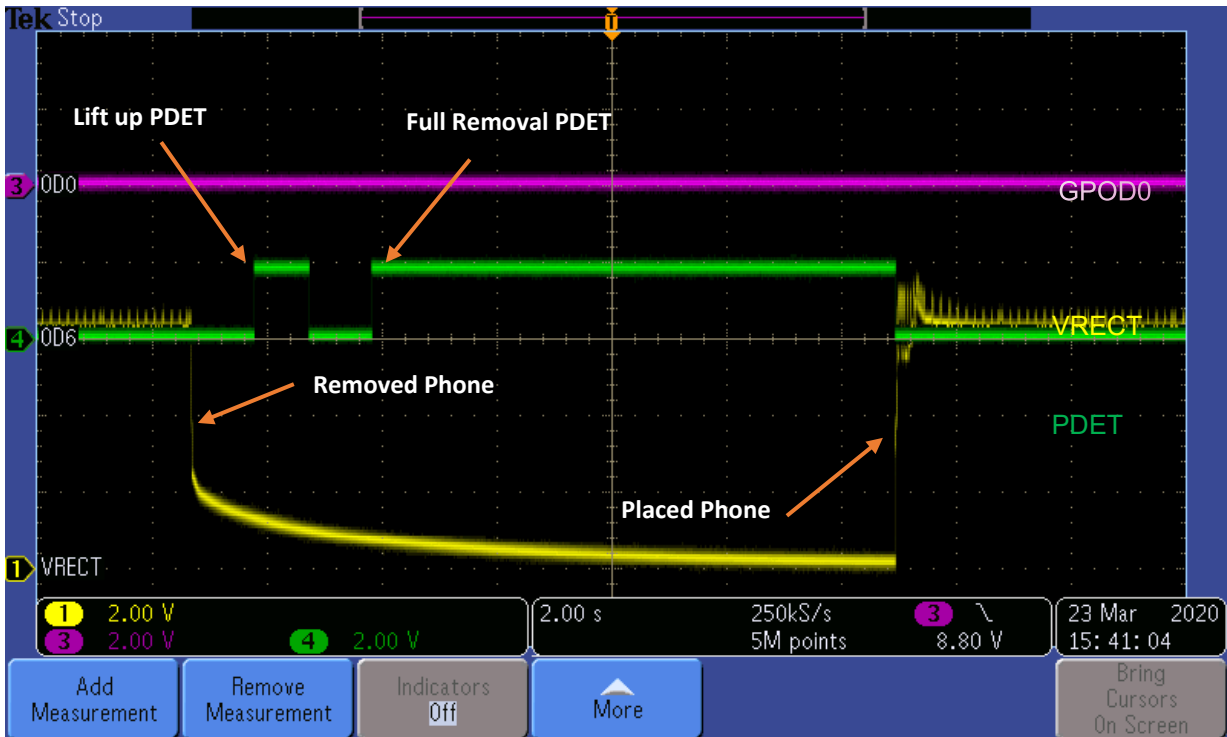 Tek Stop
T
Lift up PDET
Full Removal PDET
3 OD0
GPOD0
4 OD6
VRECT
Removed Phone
PDET
Placed Phone
1 VRECT
1 2.00 V
3 2.00 V 4 2.00 V
2.00 s 250kS/s 3 \
5M points 8.80 V
23 Mar 2020
15:41:04
Add
Measurement
Remove
Measurement
Indicators
Off
More
Bring
Cursors
On Screen